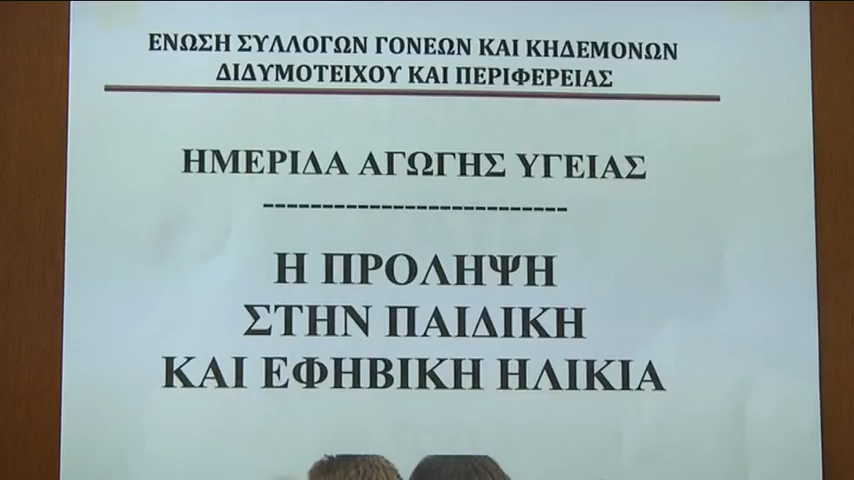 ΕΝΩΣΗ ΣΥΛΛΟΓΩΝ ΓΟΝΕΩΝ ΚΑΙ ΚΗΔΕΜΟΝΩΝ
ΔΙΔΥΜΟΤΕΙΧΟΥ ΚΑΙ ΠΕΡΙΦΕΡΕΙΑΣ
ΗΜΕΡΙΔΑ ΑΓΩΓΗΣ ΥΓΕΙΑΣ
--------------------------
Η ΠΡΟΛΗΨΗ
ΣΤΗΝ ΠΑΙΔΙΚΗ
ΚΑΙ ΕΦΗΒΙΚΗ ΗΛΙΚΙΑ